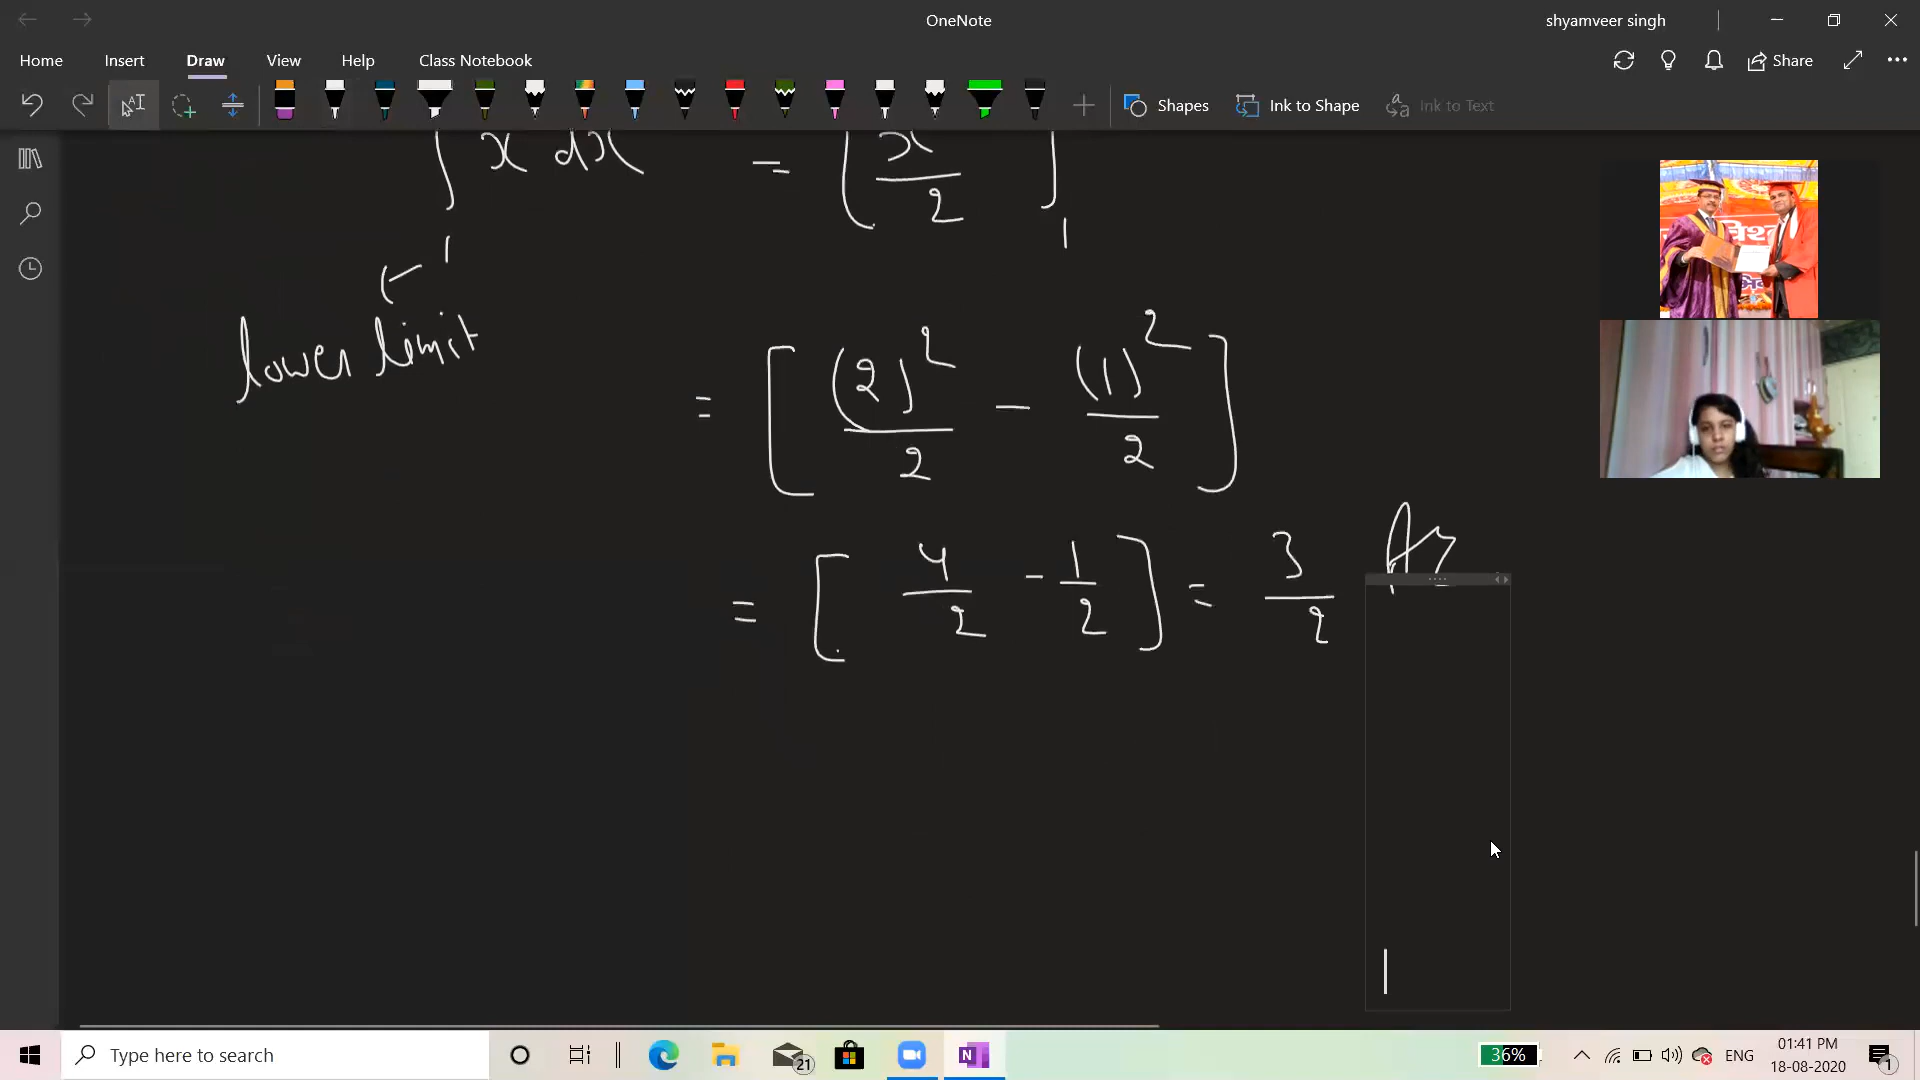 OneNote
shyamveer singh
Home Insert Draw View Help Class Notebook
Share
Shapes Ink to Shape Ink to Text
∫ x dx = [x/2]
1 1
lower limit
= [(2)²/2 - (1)²/2]
= [4/2 - 1/2] = 3/2
Type here to search
21
N
36%
ENG
01:41 PM
18-08-2020
1